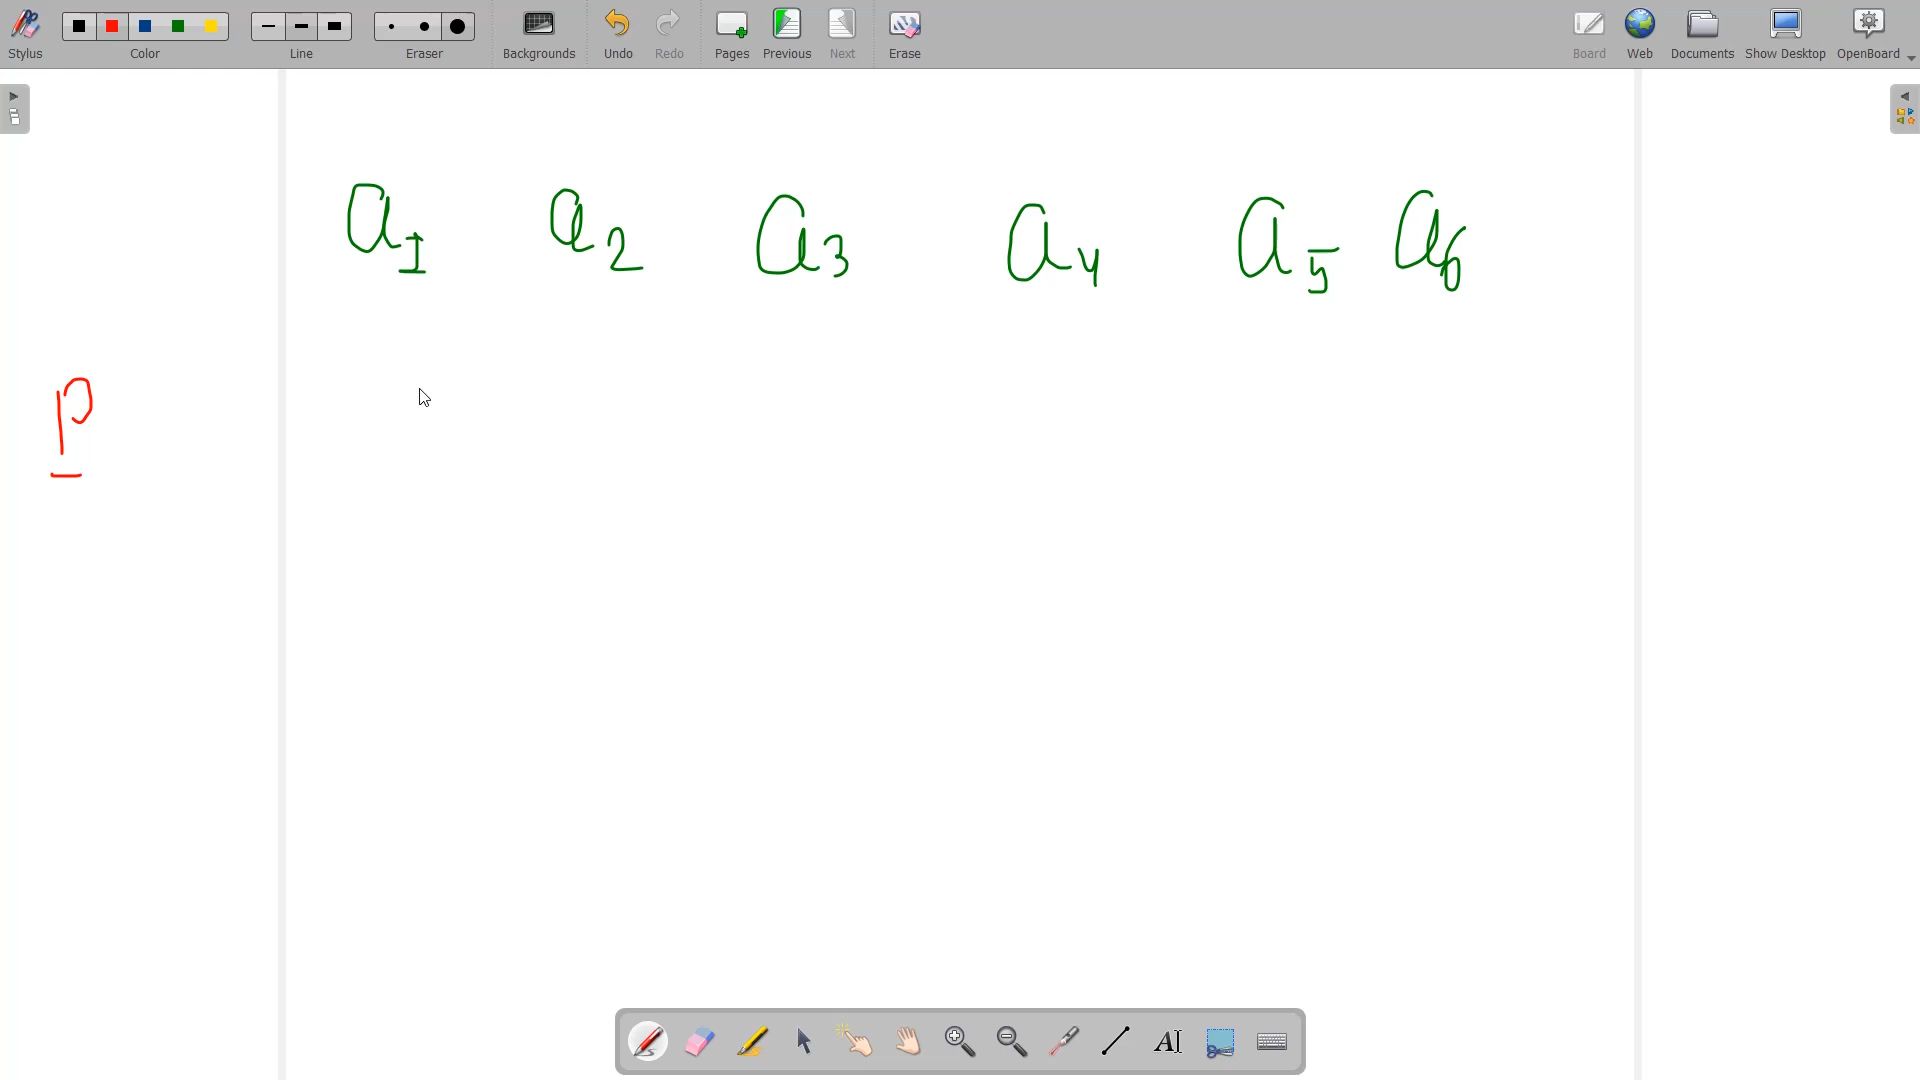 Stylus Color Line Eraser Backgrounds Undo Redo Pages Previous Next Erase Board Web Documents Show Desktop OpenBoard
a1 a2 a3 a4 a5 a6
P
AI